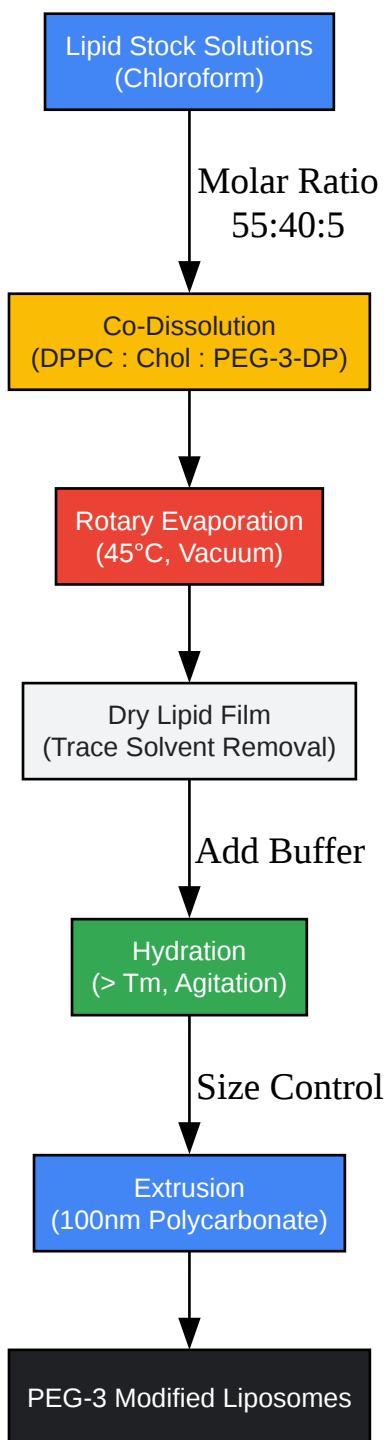 Lipid Stock Solutions
(Chloroform)
Molar Ratio
55:40:5
Co-Dissolution
(DPPC : Chol : PEG-3-DP)
Rotary Evaporation
(45°C, Vacuum)
Dry Lipid Film
(Trace Solvent Removal)
Add Buffer
Hydration
(> Tm, Agitation)
Size Control
Extrusion
(100nm Polycarbonate)
PEG-3 Modified Liposomes